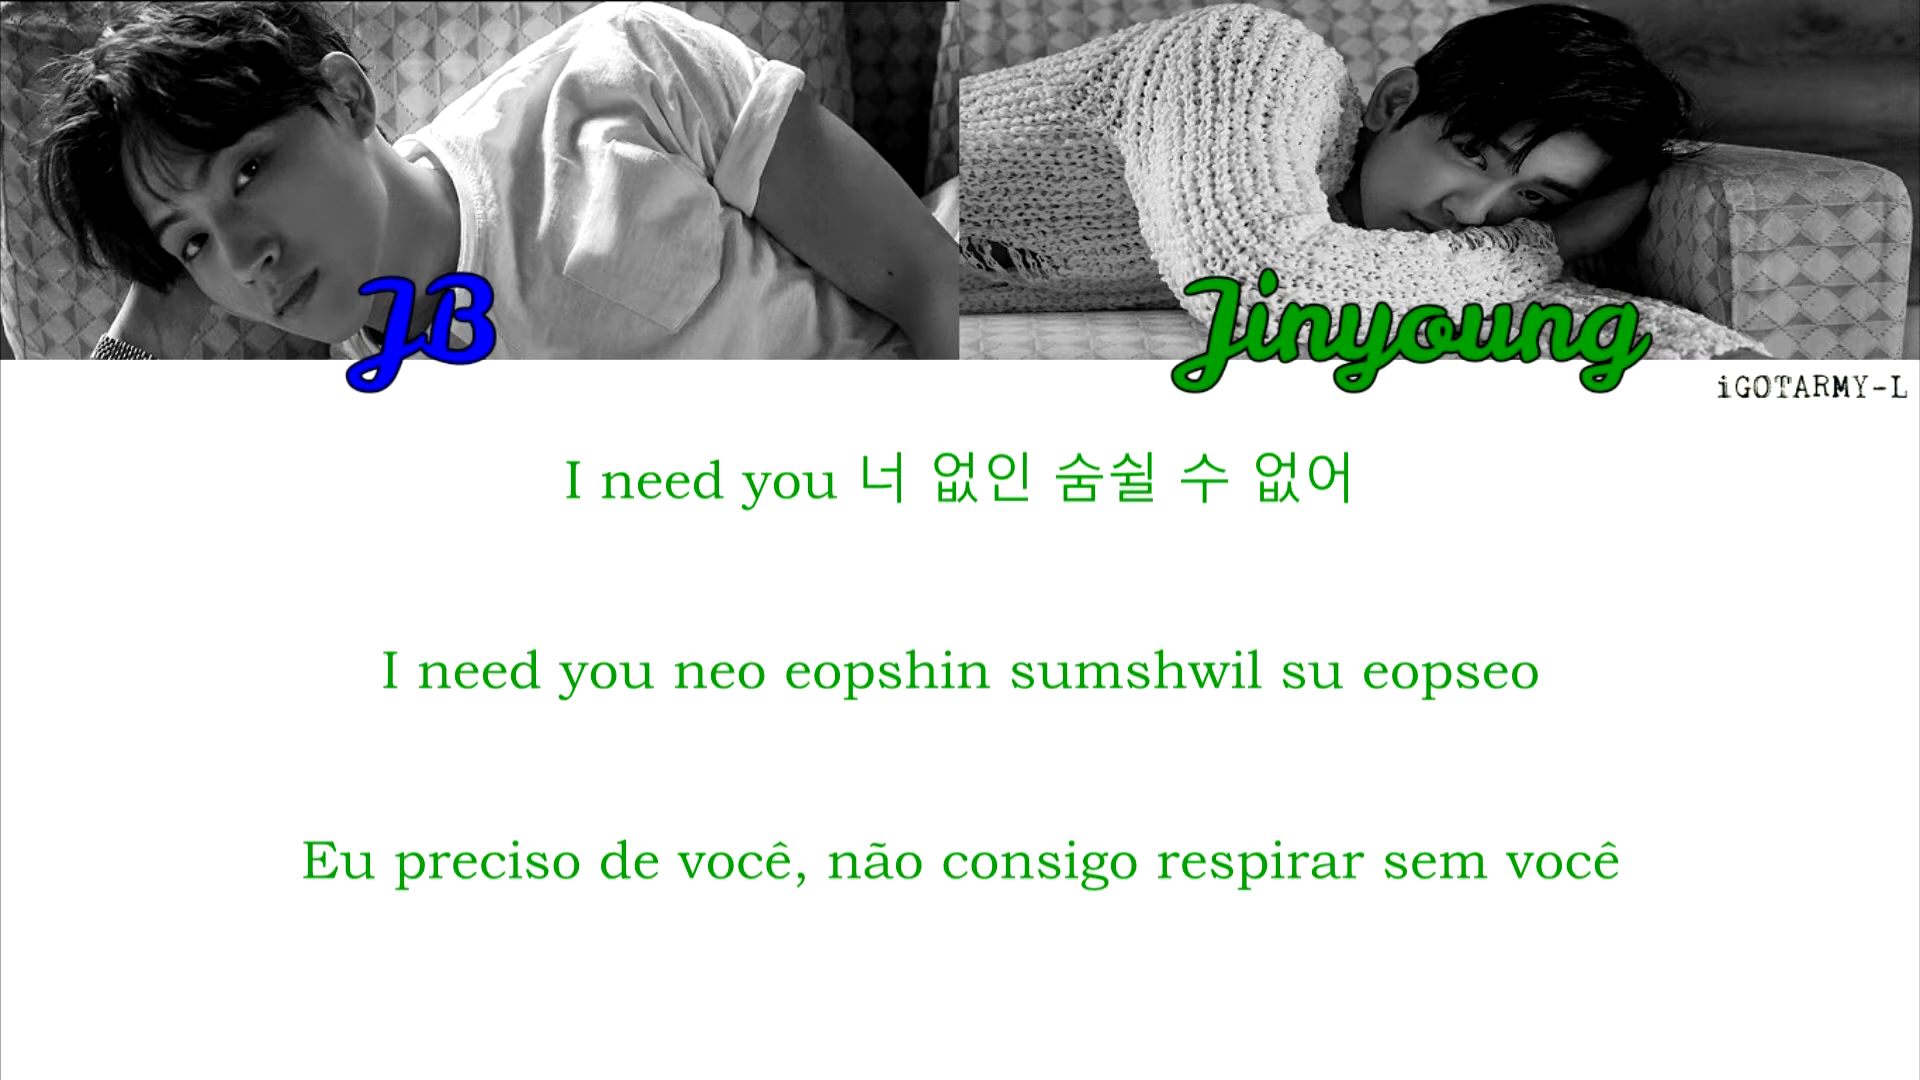 JB
Jinyoung
iGOTARMY-L
I need you 너 없인 숨쉴 수 없어
I need you neo eopshin sumshwil su eopseo
Eu preciso de você, não consigo respirar sem você